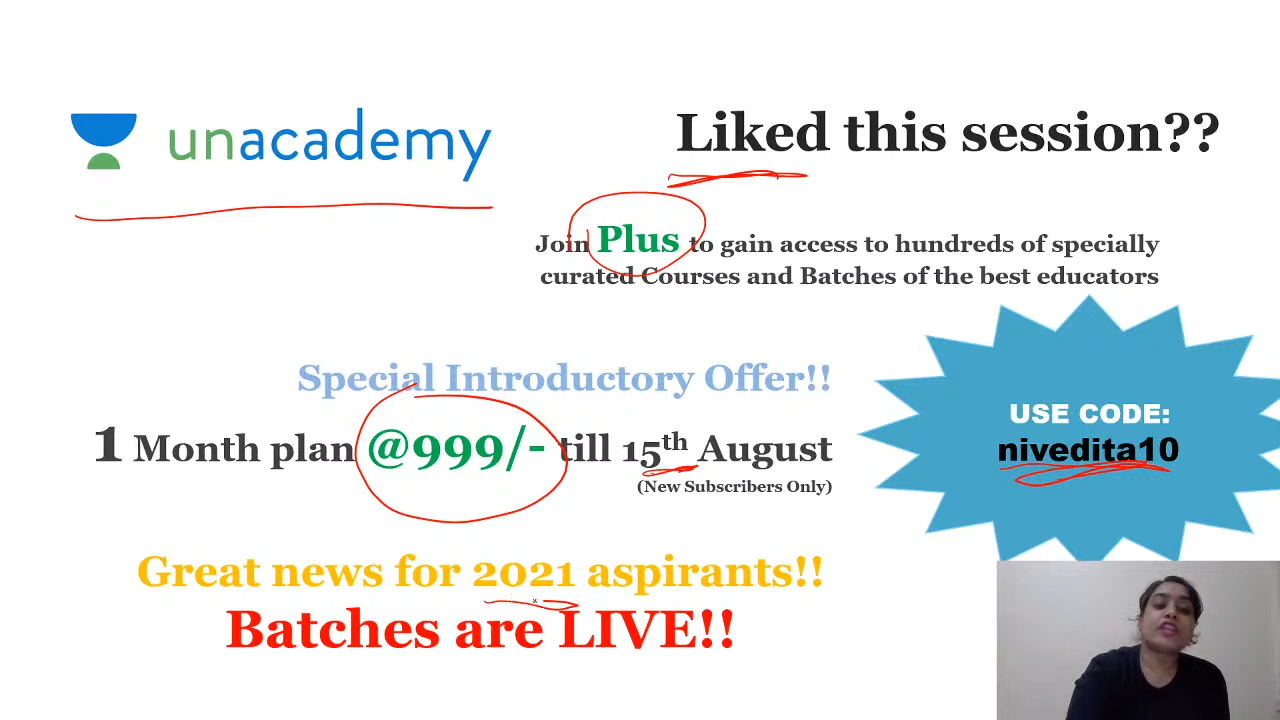 unacademy
Liked this session??
Join Plus to gain access to hundreds of specially
curated Courses and Batches of the best educators
Special Introductory Offer!!
1 Month plan @999/- till 15th August
(New Subscribers Only)
USE CODE:
nivedita10
Great news for 2021 aspirants!!
Batches are LIVE!!